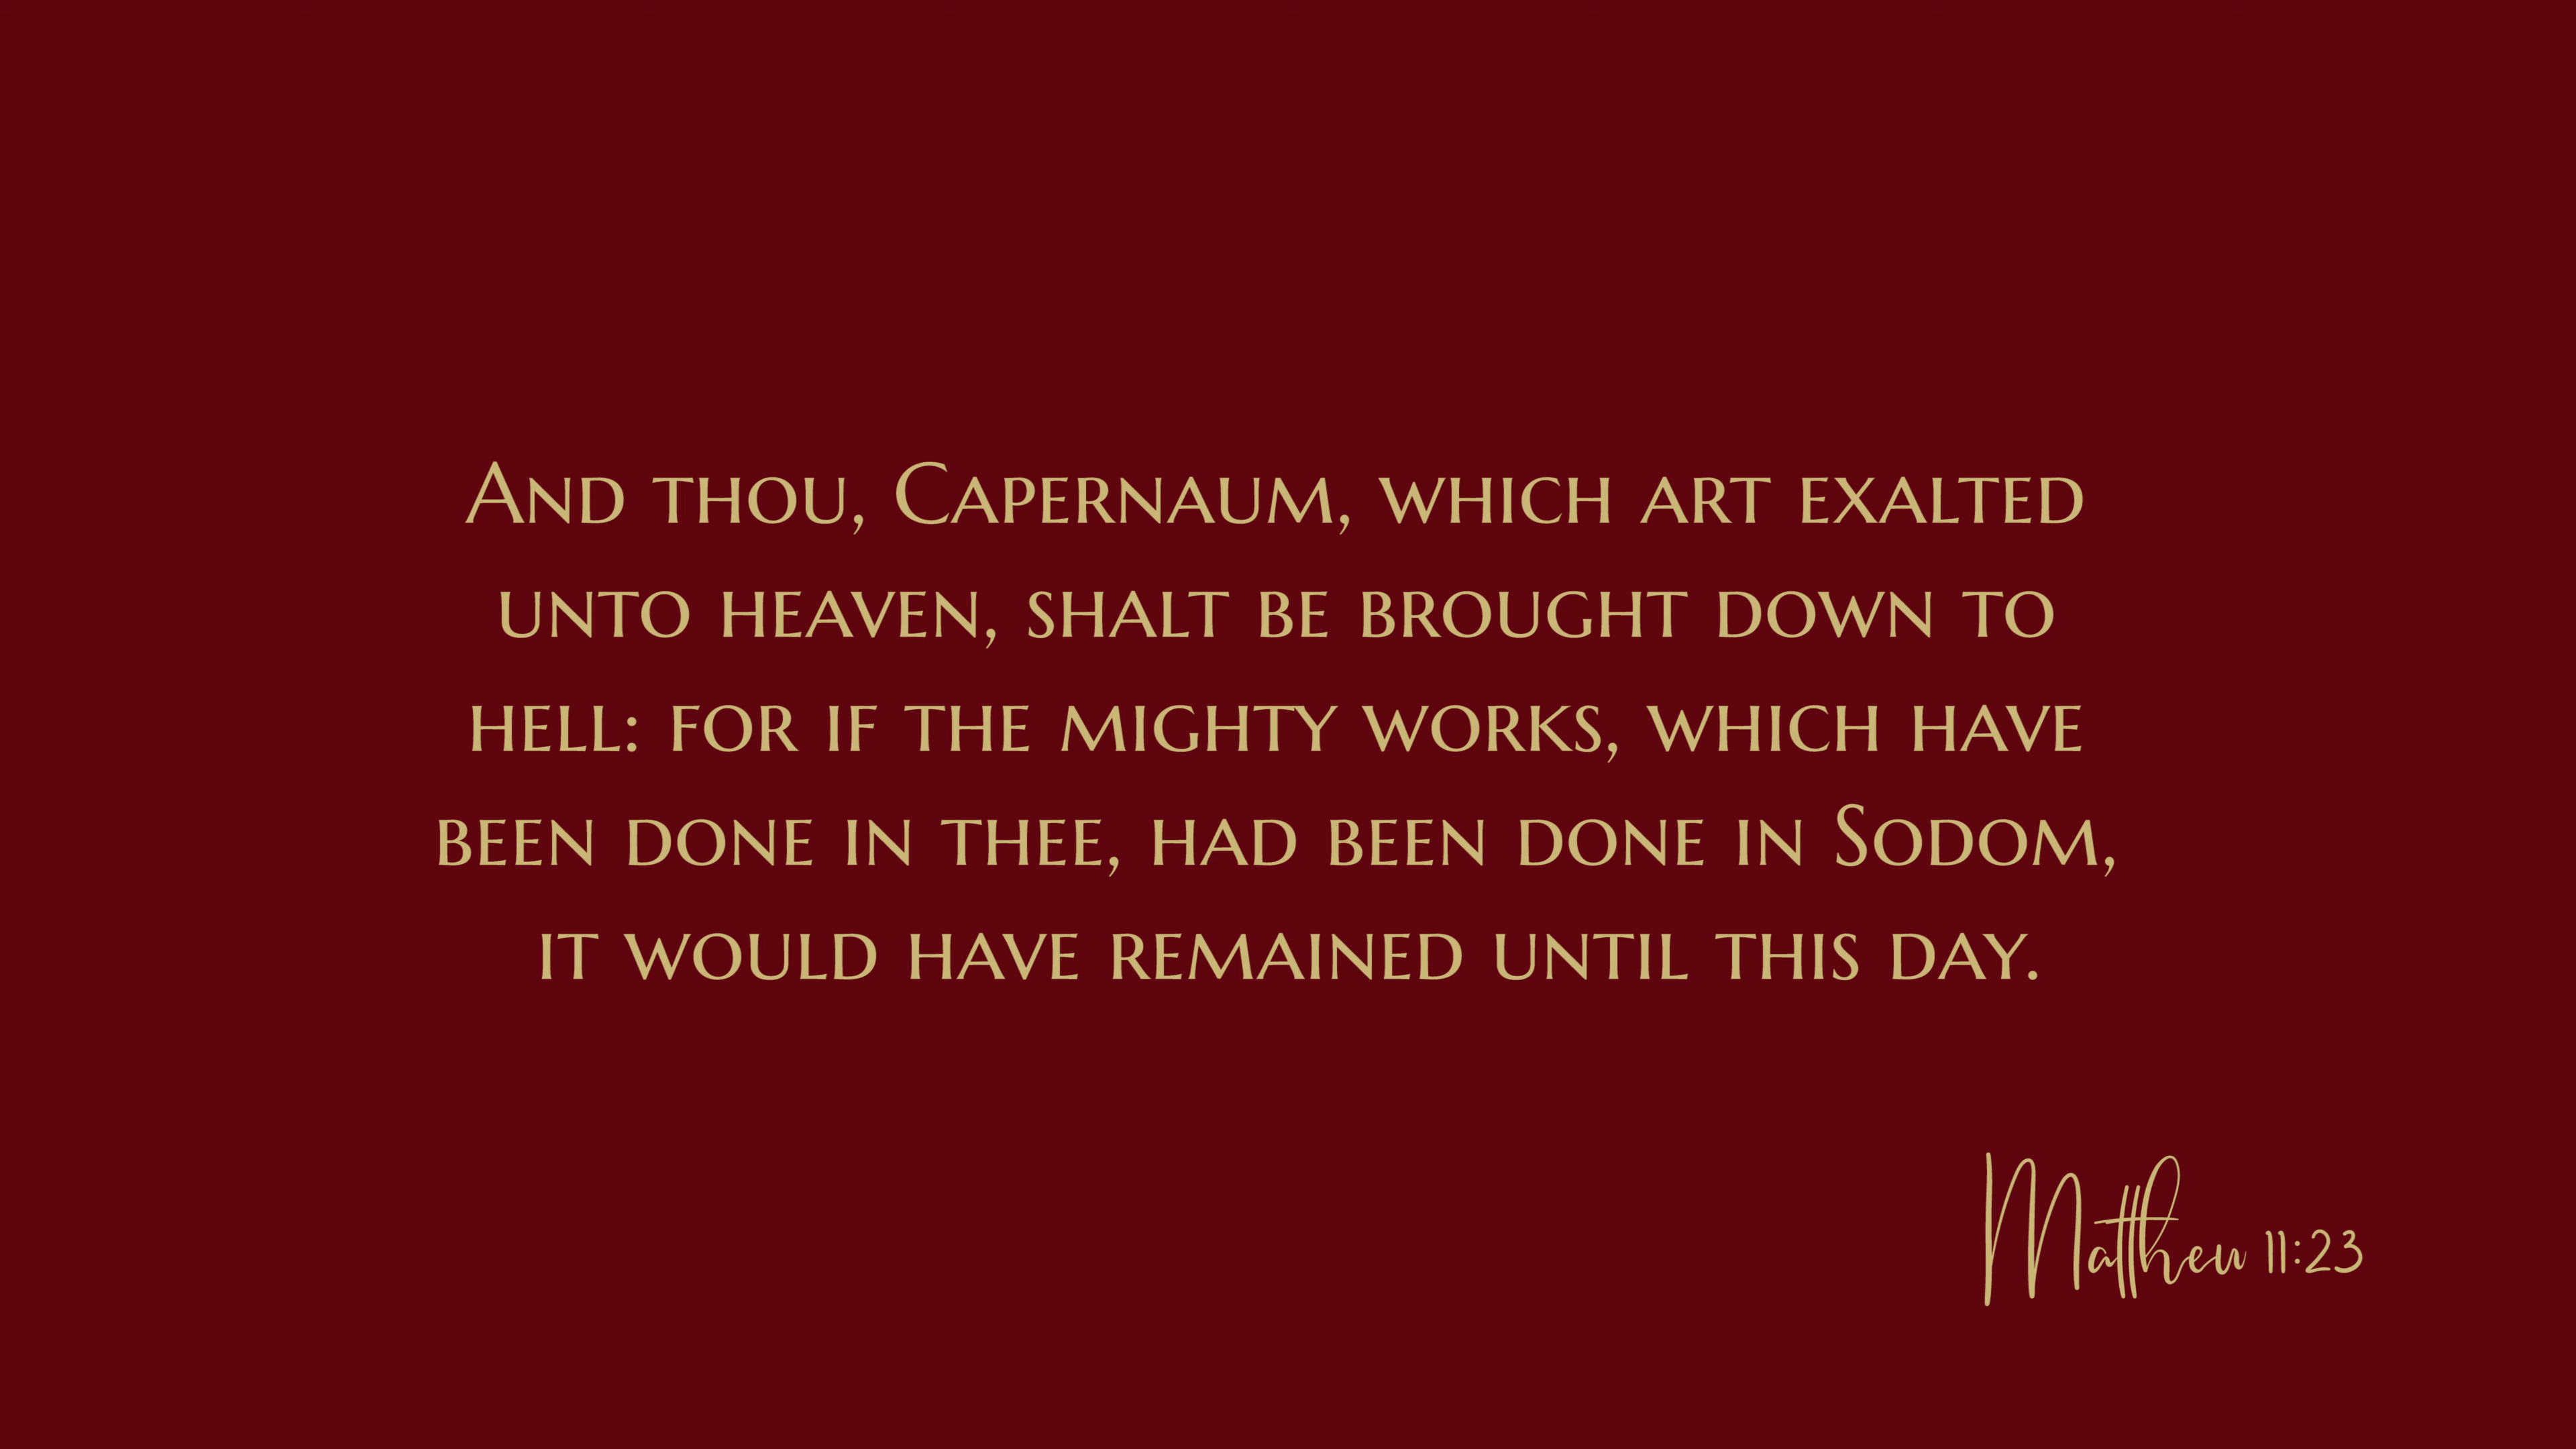 And thou, Capernaum, which art exalted
unto heaven, shalt be brought down to
hell: for if the mighty works, which have
been done in thee, had been done in Sodom,
it would have remained until this day.
Matthew 11:23